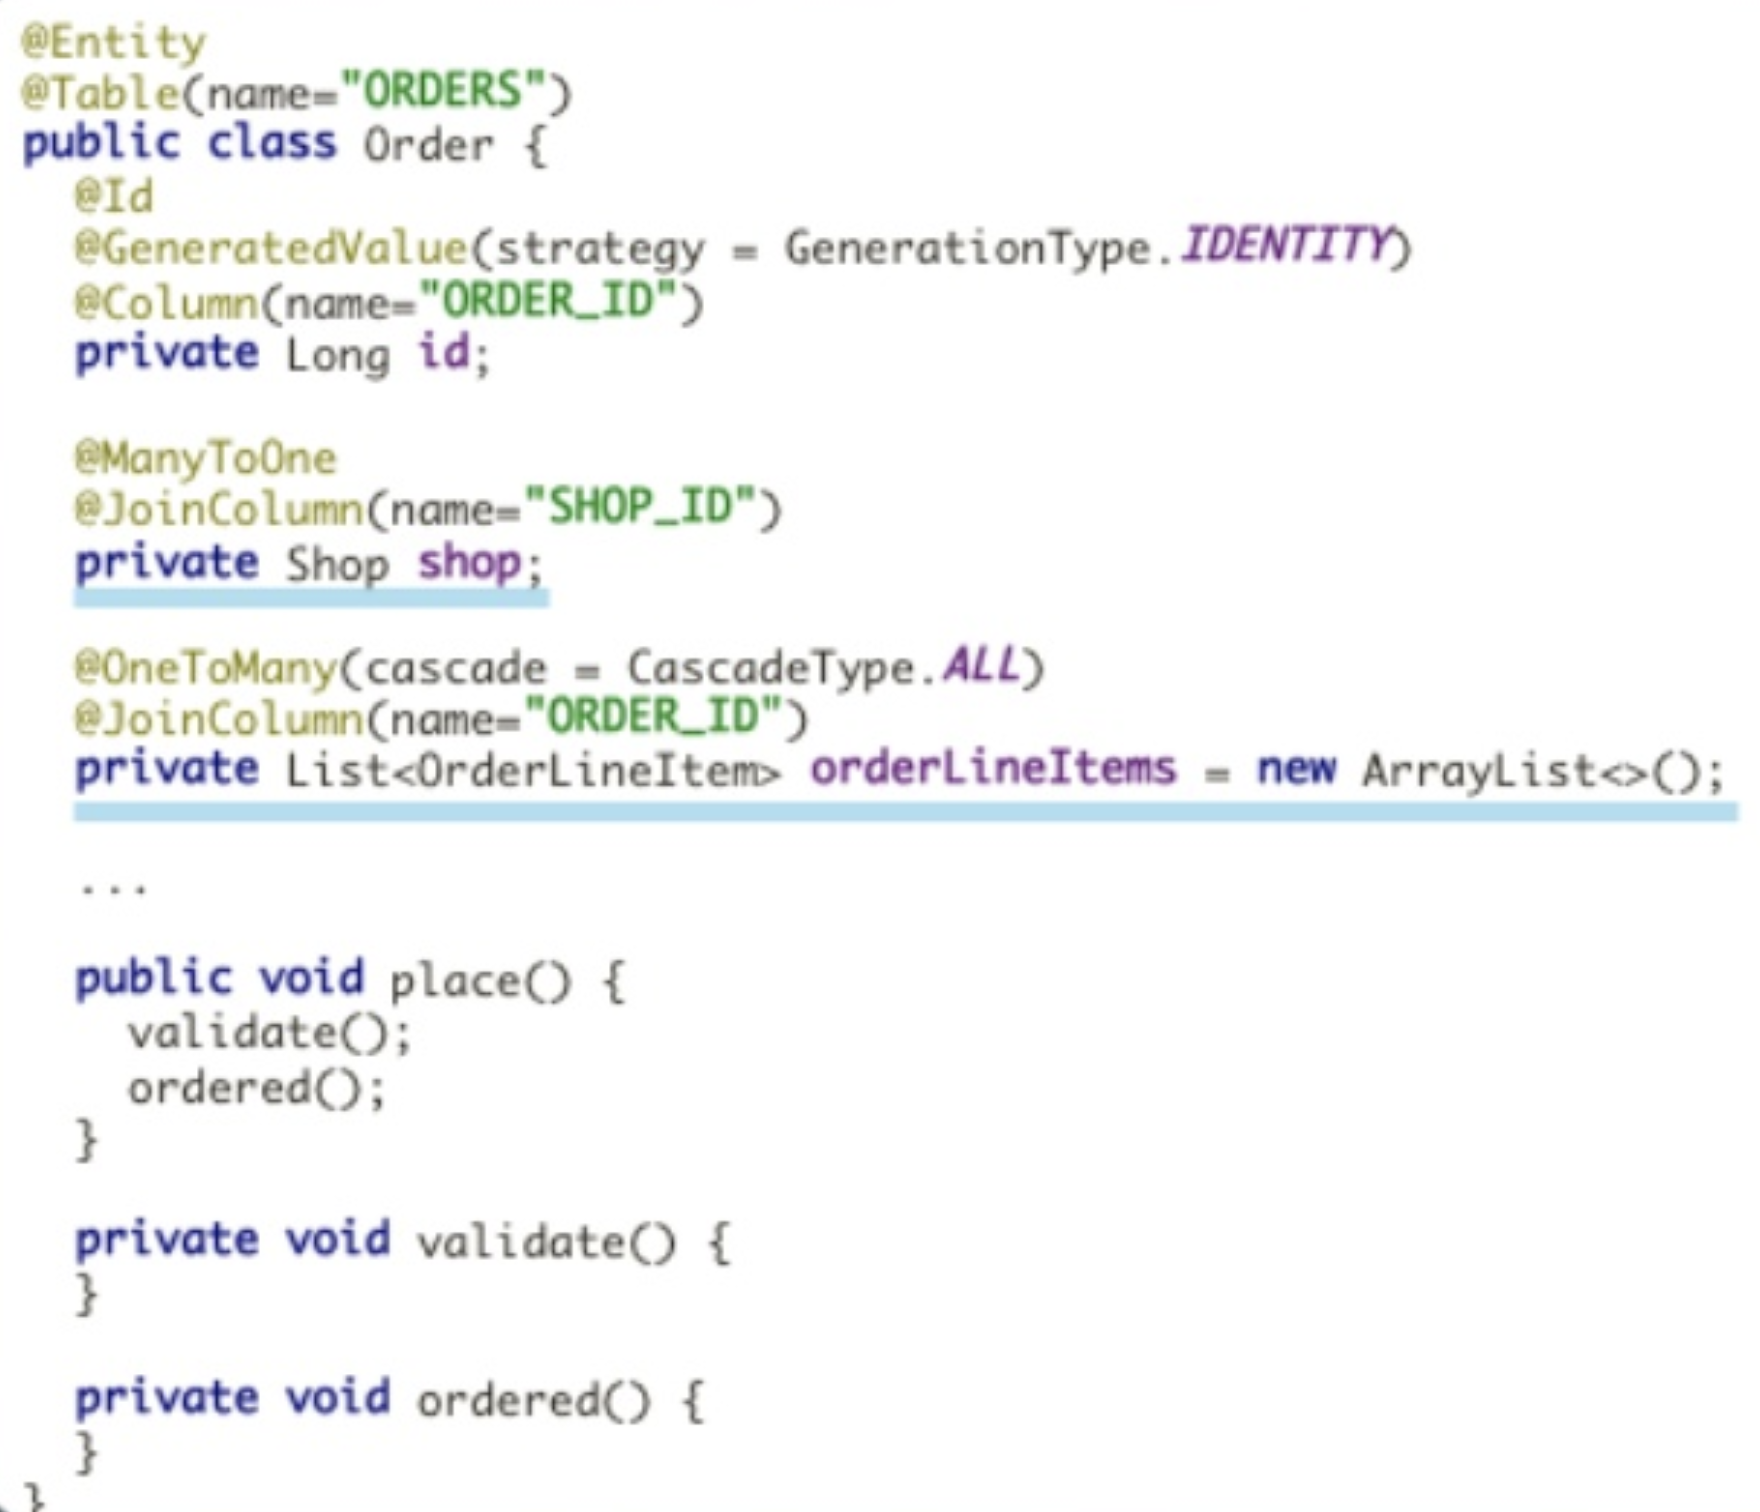 @Entity
@Table(name="ORDERS")
public class Order {
@Id
@GeneratedValue(strategy = GenerationType.IDENTITY)
@Column(name="ORDER_ID")
private Long id;
@ManyToOne
@JoinColumn(name="SHOP_ID")
private Shop shop;
@OneToMany(cascade = CascadeType.ALL)
@JoinColumn(name="ORDER_ID")
private List<OrderLineItem> orderLineItems = new ArrayList<>();
...
public void place() {
validate();
ordered();
}
private void validate() {
}
private void ordered() {
}
}